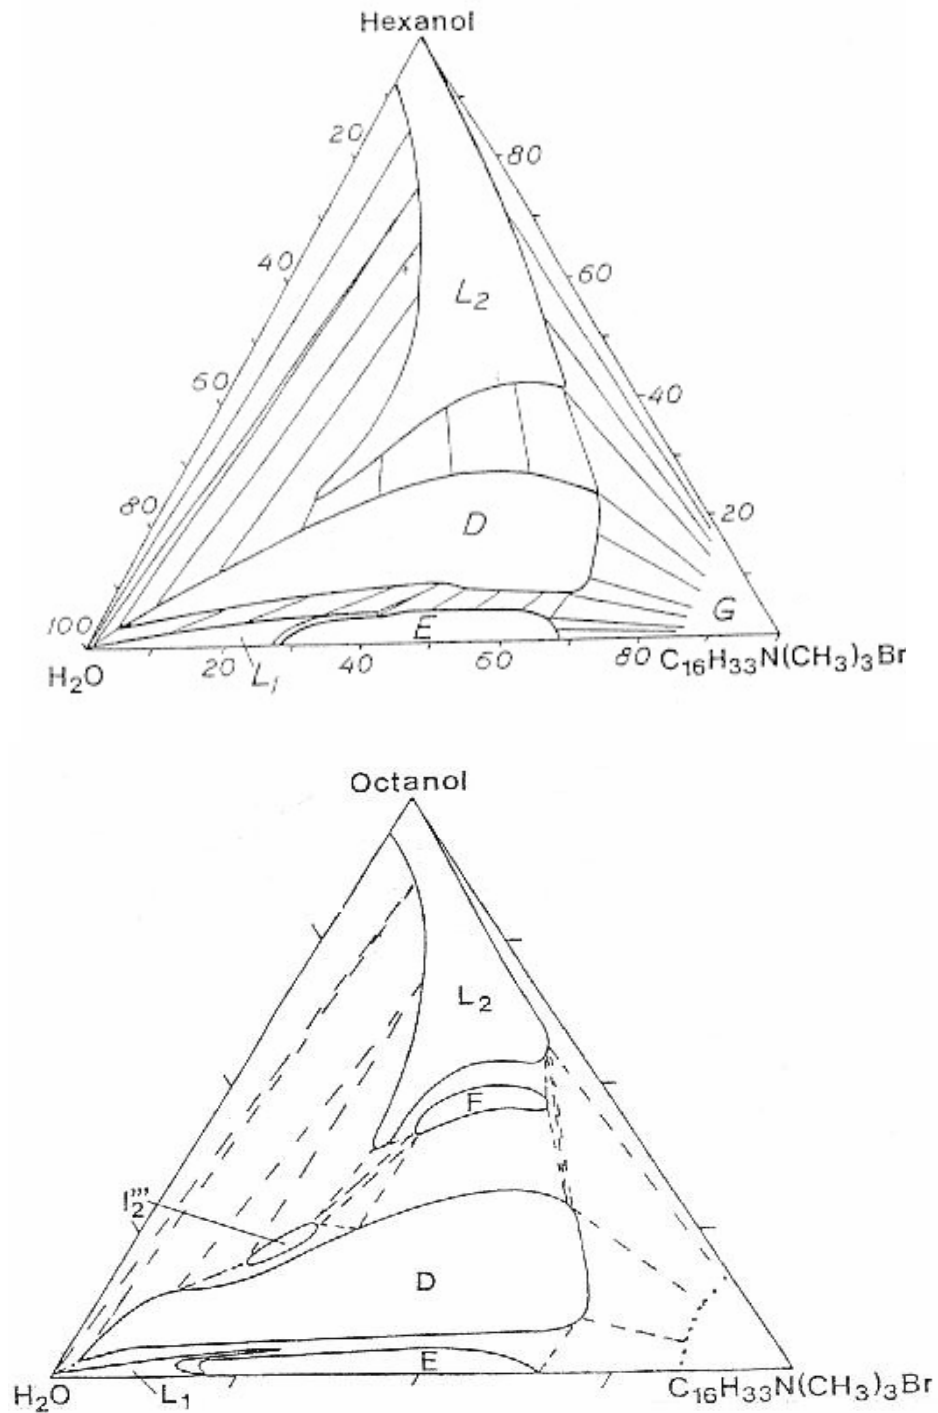 Hexanol
20
80
40
60
L₂
60
40
80
20
D
100
G
E
H₂O
20
L₁
40
60
80
C₁₆H₃₃N(CH₃)₃Br
Octanol
L₂
F
I₂'''
D
E
H₂O
L₁
C₁₆H₃₃N(CH₃)₃Br